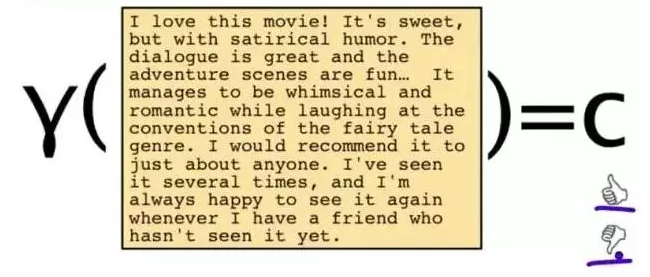 γ(
I love this movie! It's sweet,
but with satirical humor. The
dialogue is great and the
adventure scenes are fun… It
manages to be whimsical and
romantic while laughing at the
conventions of the fairy tale
genre. I would recommend it to
just about anyone. I've seen
it several times, and I'm
always happy to see it again
whenever I have a friend who
hasn't seen it yet.
)=c